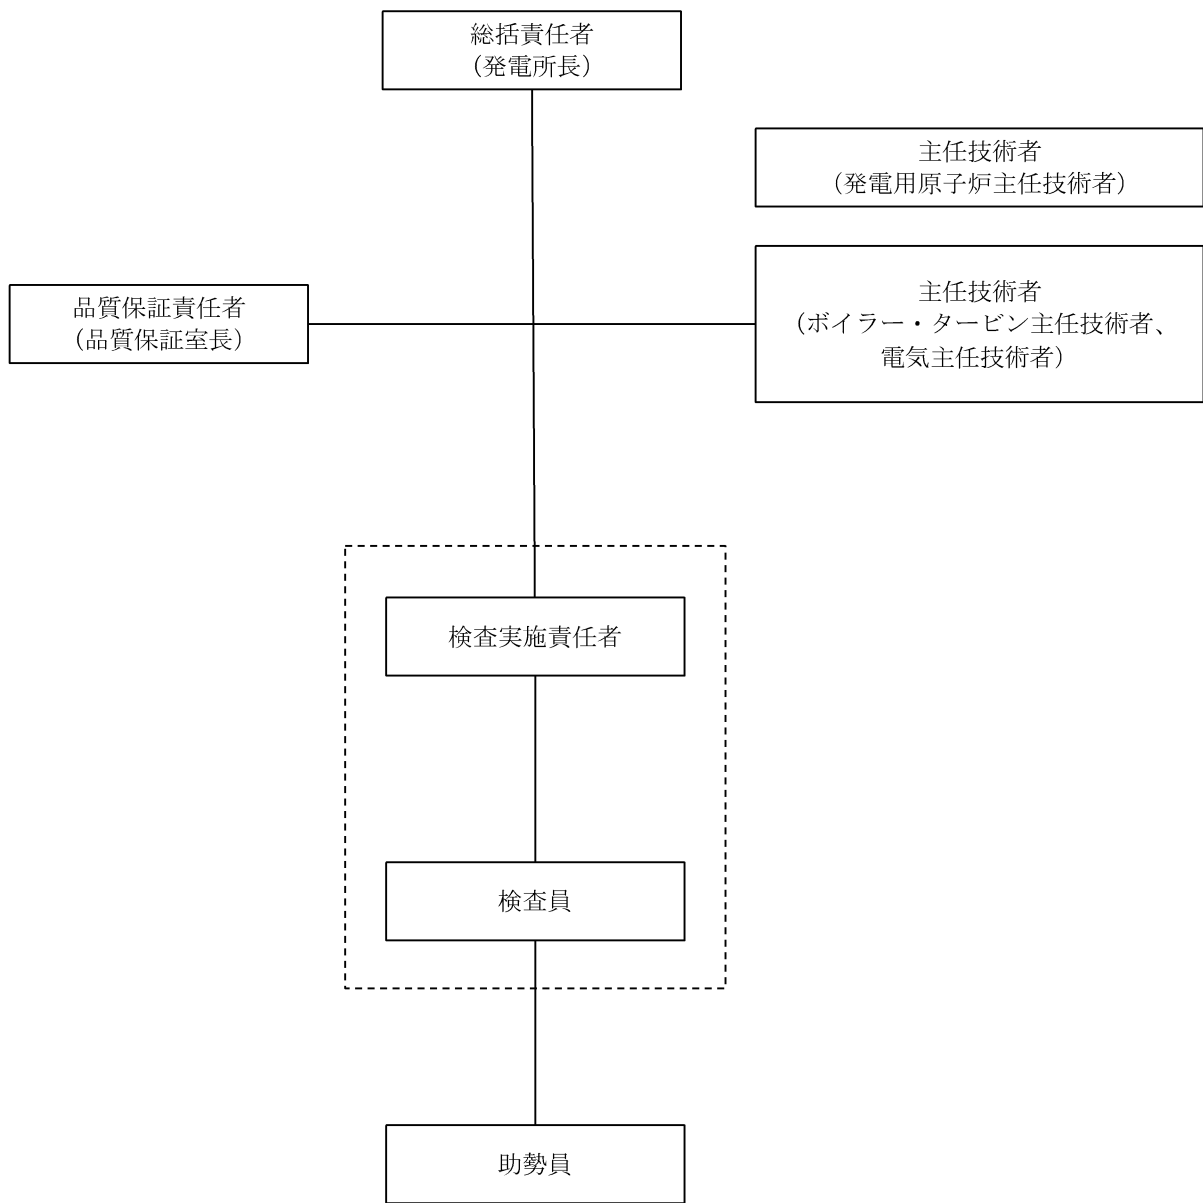 総括責任者
（発電所長）
主任技術者
（発電用原子炉主任技術者）
品質保証責任者
（品質保証室長）
主任技術者
（ボイラー・タービン主任技術者、
電気主任技術者）
検査実施責任者
検査員
助勢員